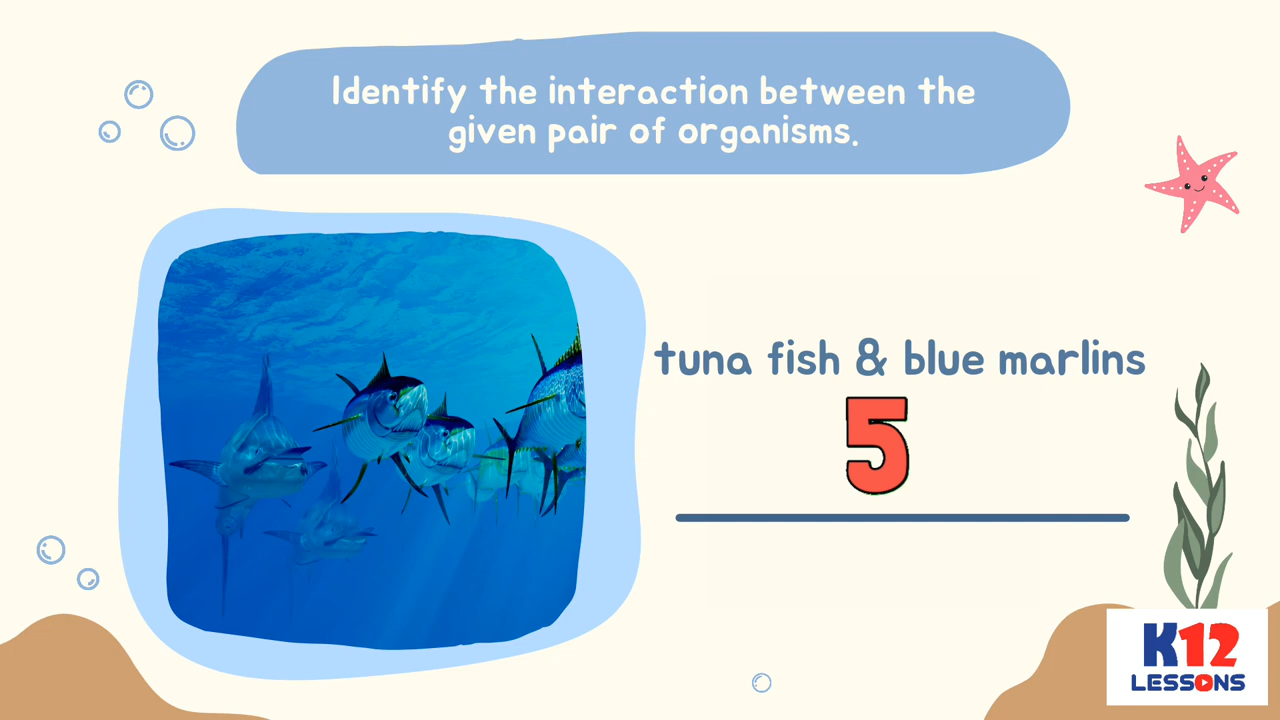 Identify the interaction between the
given pair of organisms.
tuna fish & blue marlins
5
K12
LESSONS